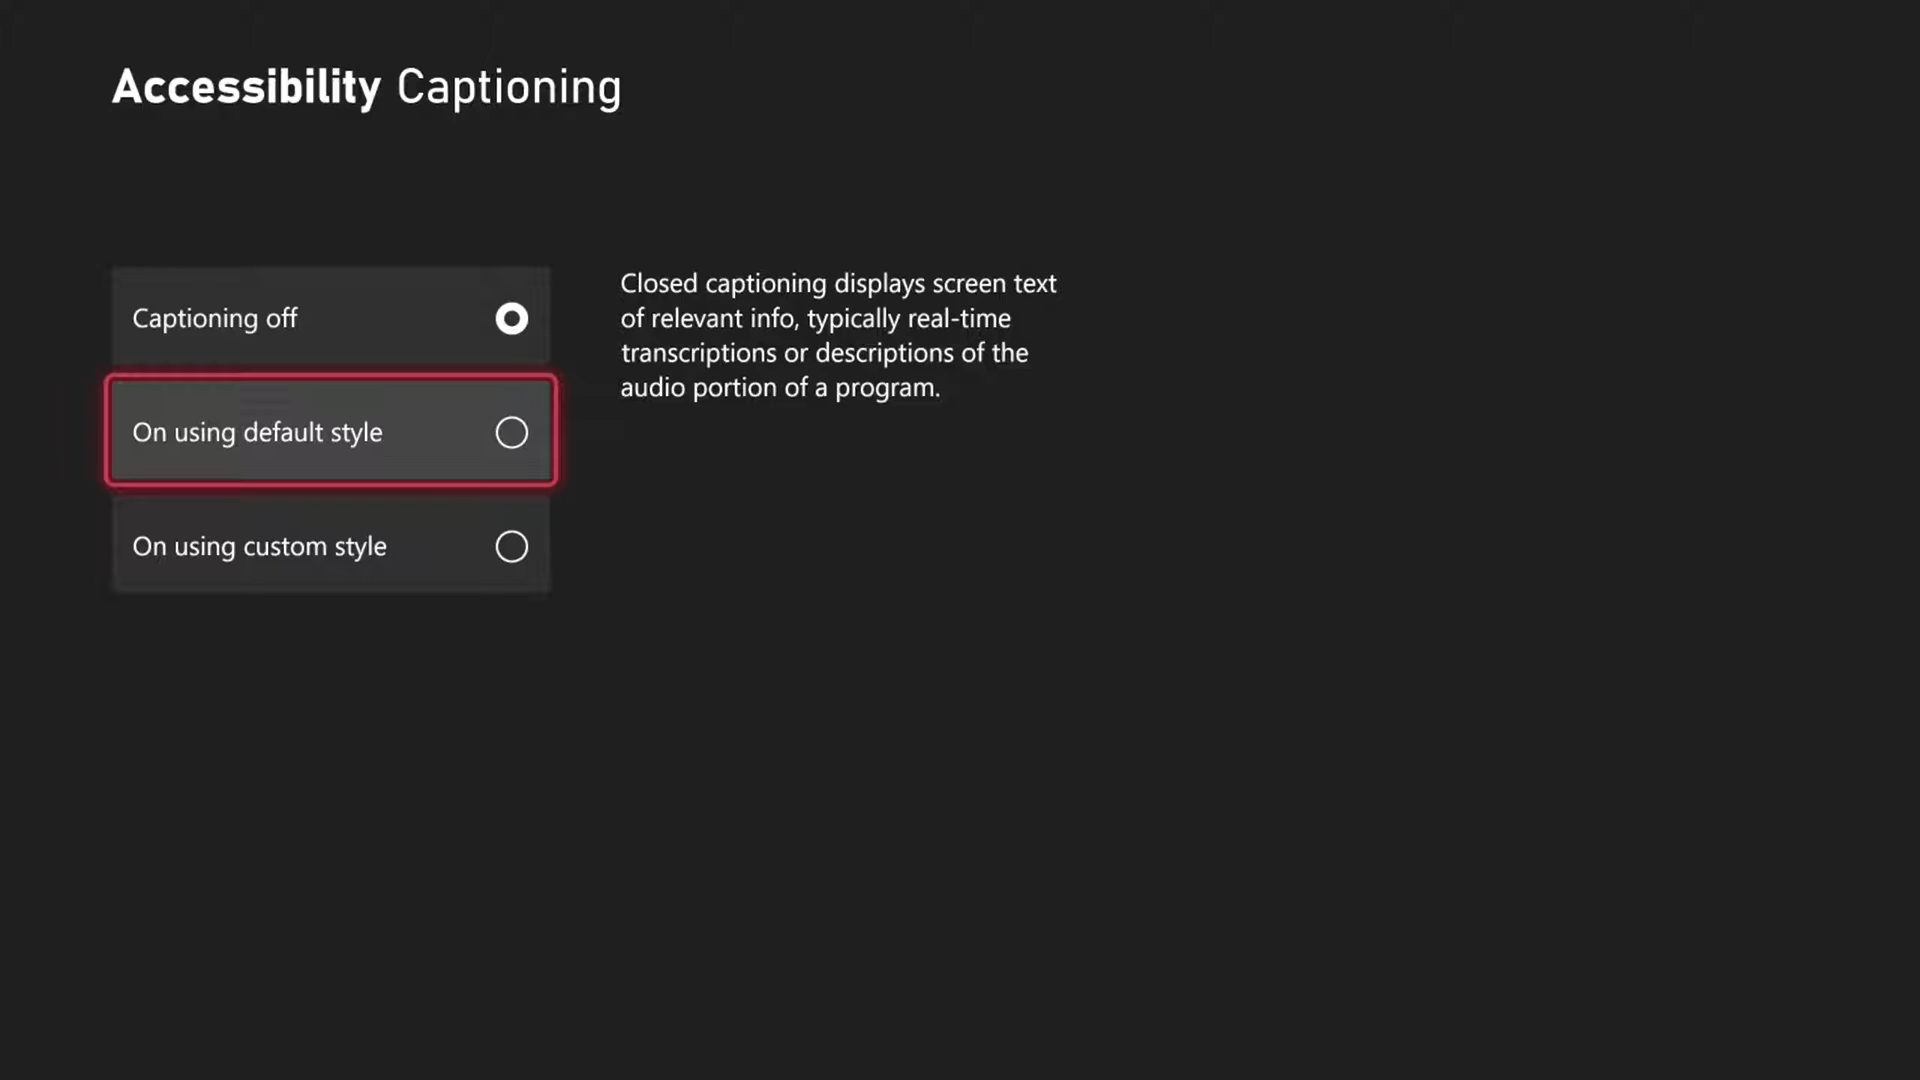 Accessibility Captioning
Captioning off
On using default style
On using custom style
Closed captioning displays screen text
of relevant info, typically real-time
transcriptions or descriptions of the
audio portion of a program.